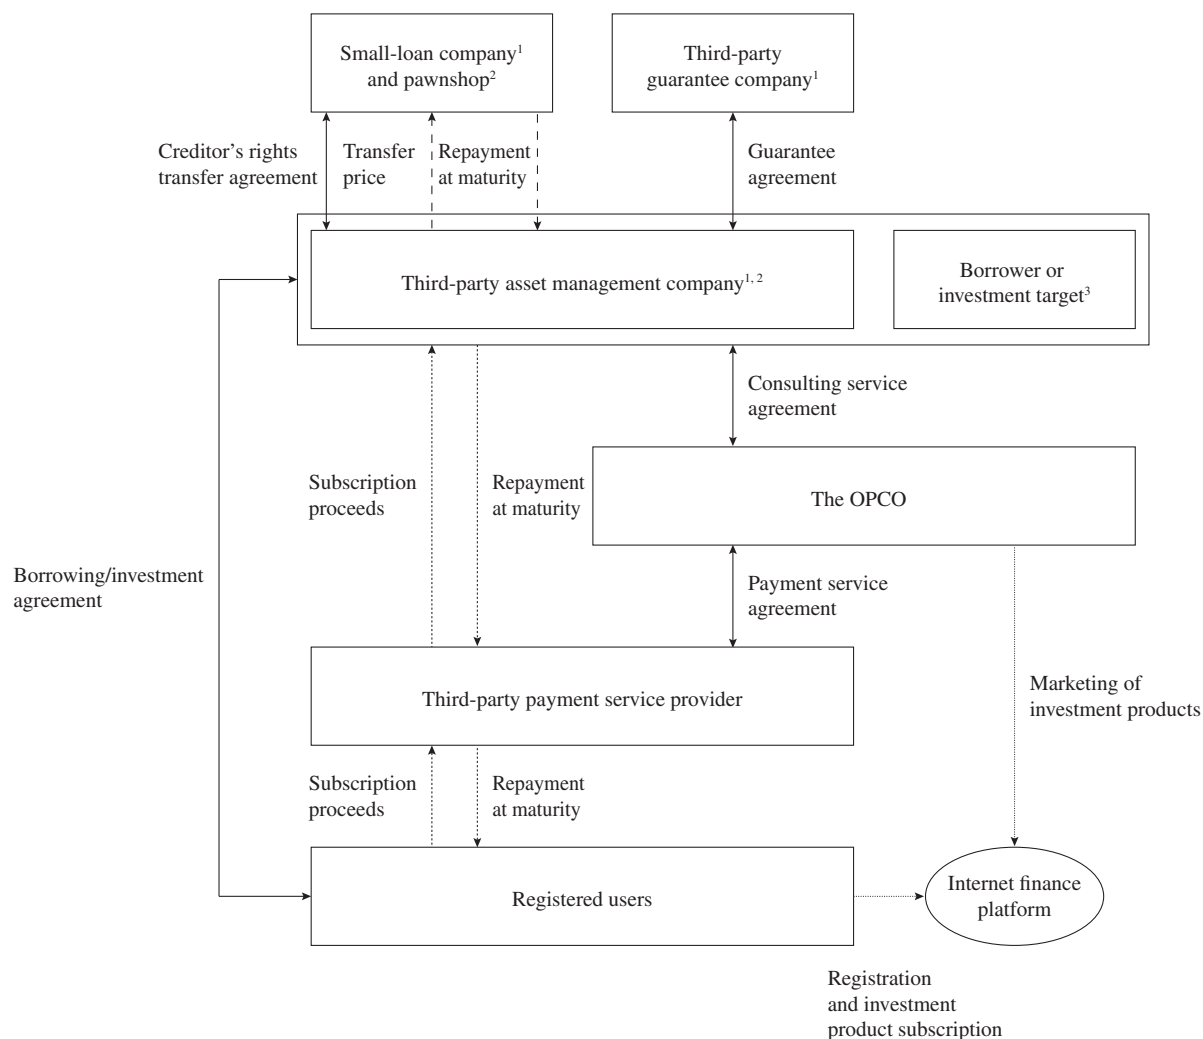 Small-loan company¹
and pawnshop²
Third-party
guarantee company¹
Creditor's rights
transfer agreement
Transfer
price
Repayment
at maturity
Guarantee
agreement
Third-party asset management company¹,²
Borrower or
investment target³
Consulting service
agreement
Subscription
proceeds
Repayment
at maturity
The OPCO
Borrowing/investment
agreement
Payment service
agreement
Third-party payment service provider
Marketing of
investment products
Subscription
proceeds
Repayment
at maturity
Registered users
Internet finance
platform
Registration
and investment
product subscription